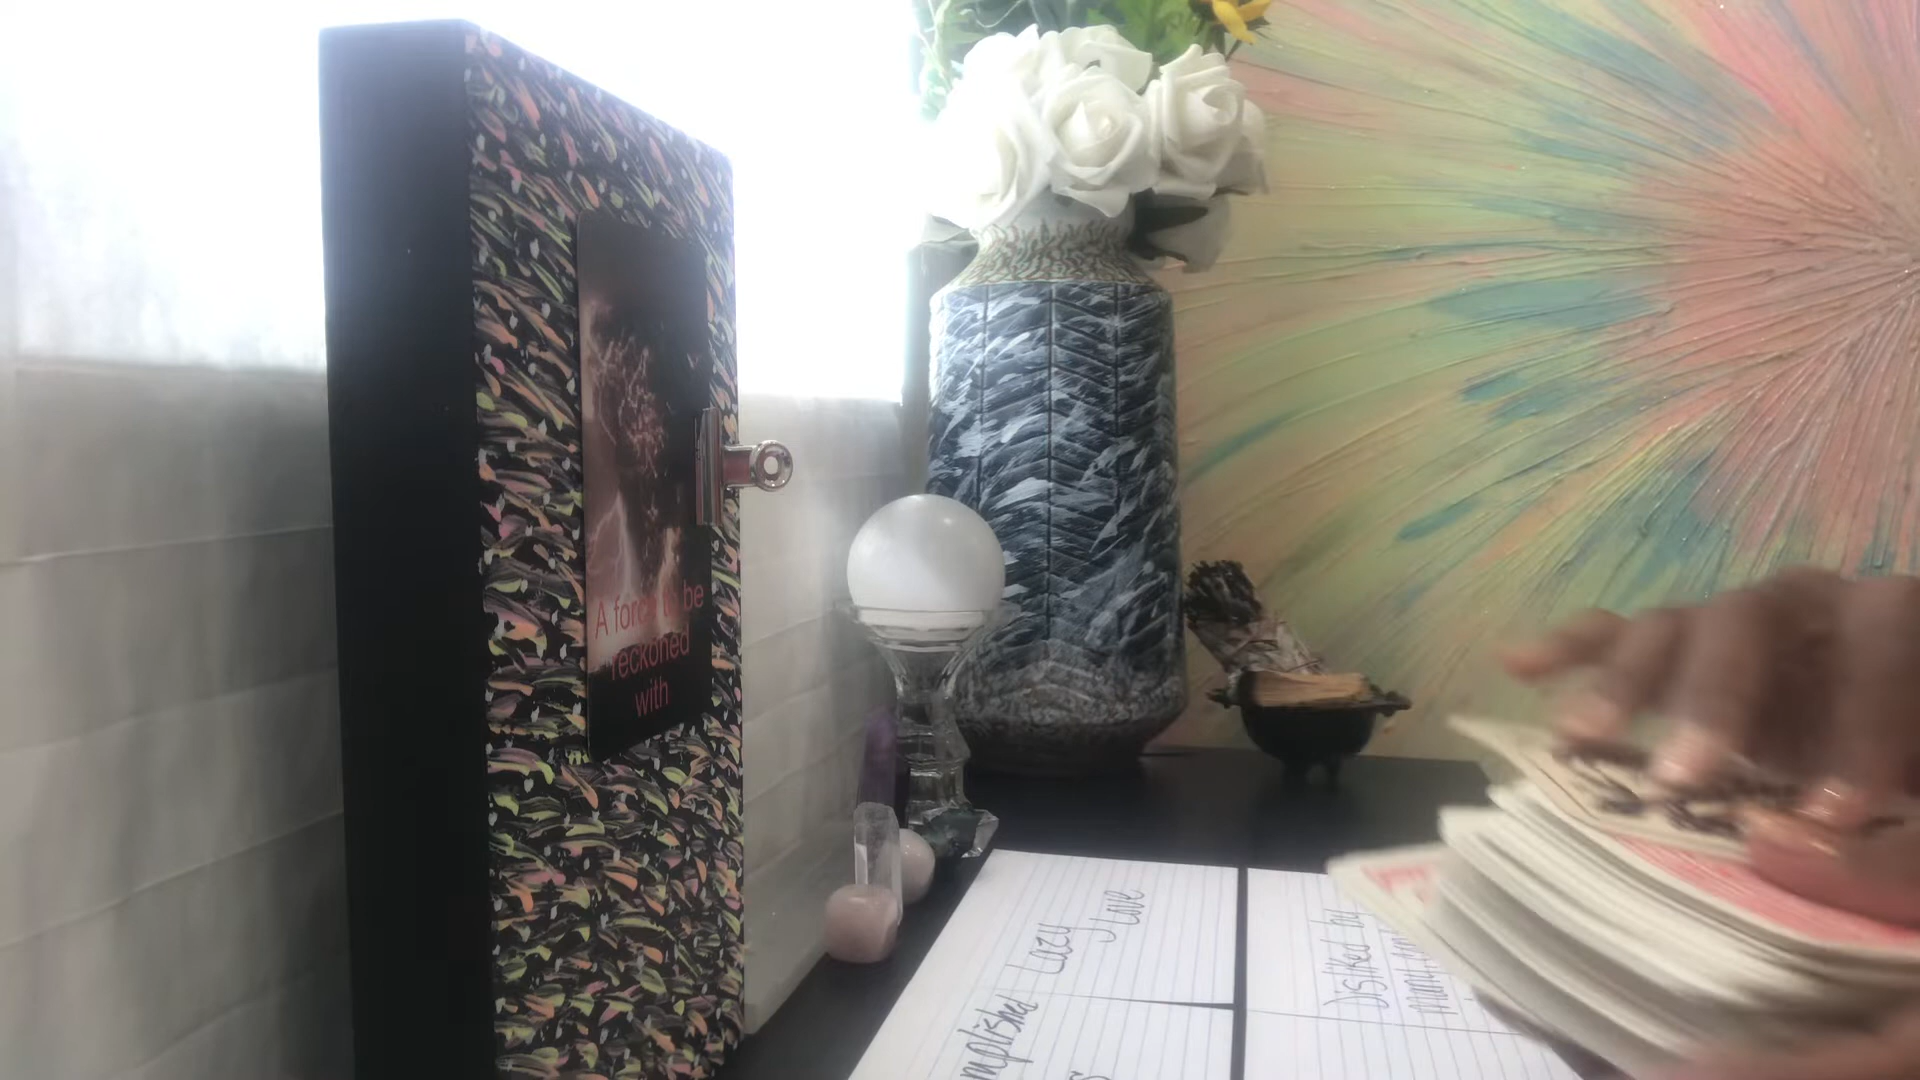 A force to be
reckoned
with
Lazy
Love
Disliked by